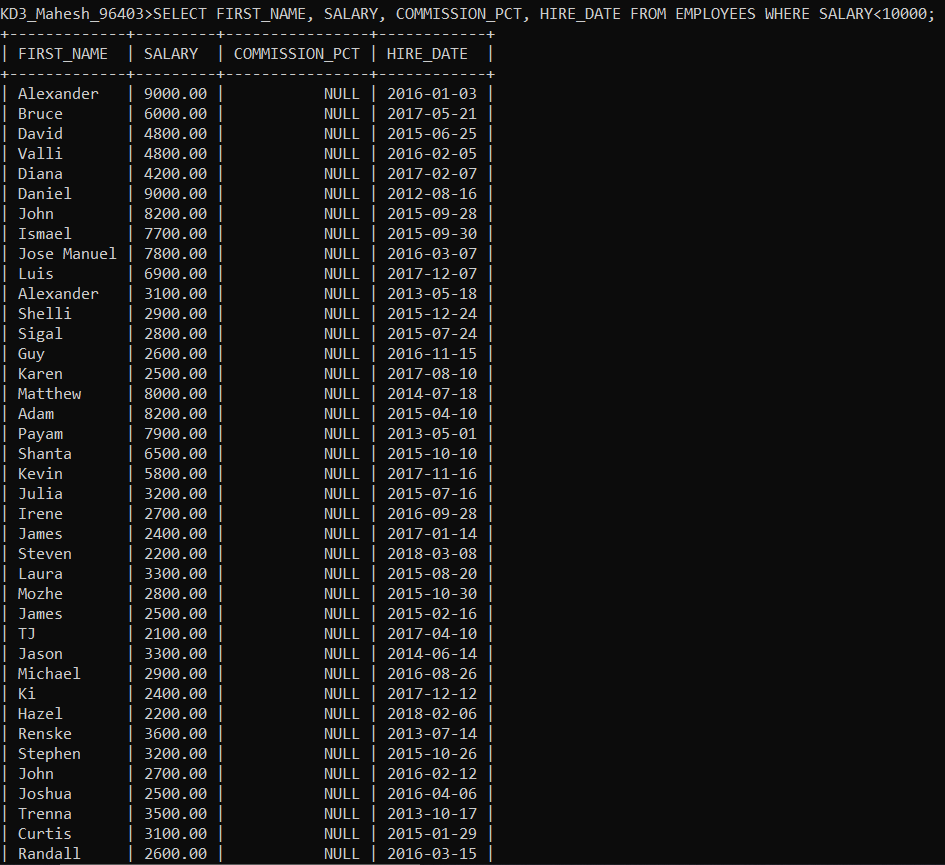 KD3_Mahesh_96403>SELECT FIRST_NAME, SALARY, COMMISSION_PCT, HIRE_DATE FROM EMPLOYEES WHERE SALARY<10000;
+-------------+---------+----------------+------------+
| FIRST_NAME  | SALARY  | COMMISSION_PCT | HIRE_DATE  |
+-------------+---------+----------------+------------+
| Alexander   | 9000.00 |           NULL | 2016-01-03 |
| Bruce       | 6000.00 |           NULL | 2017-05-21 |
| David       | 4800.00 |           NULL | 2015-06-25 |
| Valli       | 4800.00 |           NULL | 2016-02-05 |
| Diana       | 4200.00 |           NULL | 2017-02-07 |
| Daniel      | 9000.00 |           NULL | 2012-08-16 |
| John        | 8200.00 |           NULL | 2015-09-28 |
| Ismael      | 7700.00 |           NULL | 2015-09-30 |
| Jose Manuel | 7800.00 |           NULL | 2016-03-07 |
| Luis        | 6900.00 |           NULL | 2017-12-07 |
| Alexander   | 3100.00 |           NULL | 2013-05-18 |
| Shelli      | 2900.00 |           NULL | 2015-12-24 |
| Sigal       | 2800.00 |           NULL | 2015-07-24 |
| Guy         | 2600.00 |           NULL | 2016-11-15 |
| Karen       | 2500.00 |           NULL | 2017-08-10 |
| Matthew     | 8000.00 |           NULL | 2014-07-18 |
| Adam        | 8200.00 |           NULL | 2015-04-10 |
| Payam       | 7900.00 |           NULL | 2013-05-01 |
| Shanta      | 6500.00 |           NULL | 2015-10-10 |
| Kevin       | 5800.00 |           NULL | 2017-11-16 |
| Julia       | 3200.00 |           NULL | 2015-07-16 |
| Irene       | 2700.00 |           NULL | 2016-09-28 |
| James       | 2400.00 |           NULL | 2017-01-14 |
| Steven      | 2200.00 |           NULL | 2018-03-08 |
| Laura       | 3300.00 |           NULL | 2015-08-20 |
| Mozhe       | 2800.00 |           NULL | 2015-10-30 |
| James       | 2500.00 |           NULL | 2015-02-16 |
| TJ          | 2100.00 |           NULL | 2017-04-10 |
| Jason       | 3300.00 |           NULL | 2014-06-14 |
| Michael     | 2900.00 |           NULL | 2016-08-26 |
| Ki          | 2400.00 |           NULL | 2017-12-12 |
| Hazel       | 2200.00 |           NULL | 2018-02-06 |
| Renske      | 3600.00 |           NULL | 2013-07-14 |
| Stephen     | 3200.00 |           NULL | 2015-10-26 |
| John        | 2700.00 |           NULL | 2016-02-12 |
| Joshua      | 2500.00 |           NULL | 2016-04-06 |
| Trenna      | 3500.00 |           NULL | 2013-10-17 |
| Curtis      | 3100.00 |           NULL | 2015-01-29 |
| Randall     | 2600.00 |           NULL | 2016-03-15 |